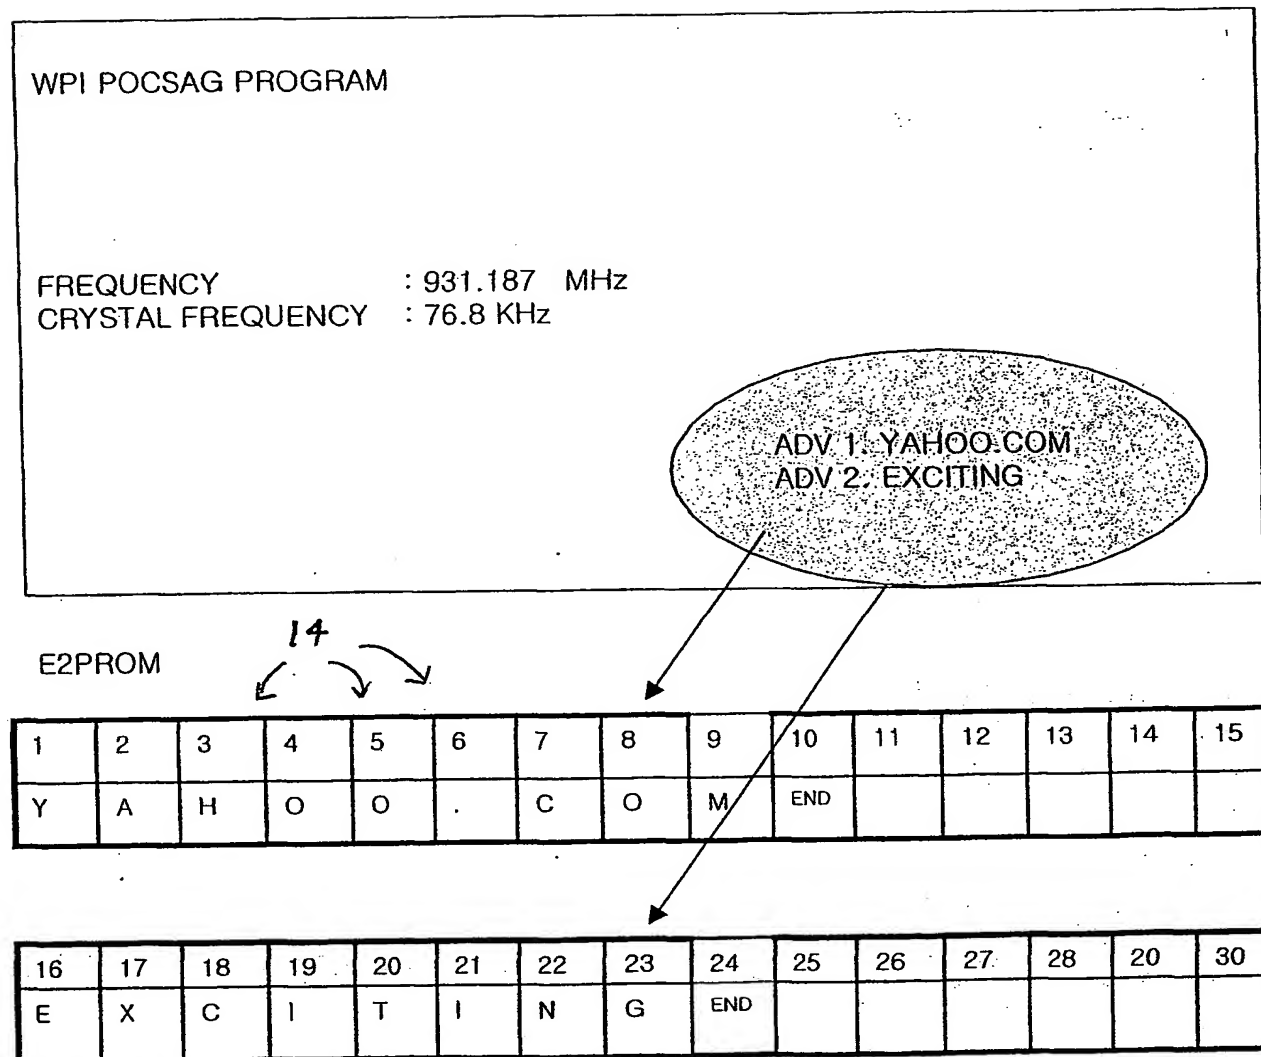 WPI POCSAG PROGRAM
FREQUENCY : 931.187 MHz
CRYSTAL FREQUENCY : 76.8 KHz
ADV 1. YAHOO.COM
ADV 2. EXCITING
14
E2PROM
1 2 3 4 5 6 7 8 9 10 11 12 13 14 15
Y A H O O . C O M END
16 17 18 19 20 21 22 23 24 25 26 27 28 20 30
E X C I T I N G END